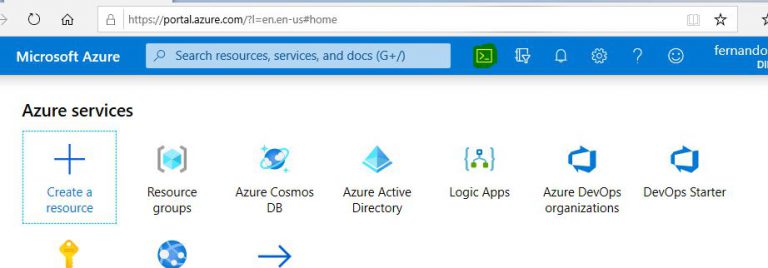 https://portal.azure.com/?l=en.en-us#home
Microsoft Azure
Search resources, services, and docs (G+/)
fernando
Azure services
Create a
resource
Resource
groups
Azure Cosmos
DB
Azure Active
Directory
Logic Apps
Azure DevOps
organizations
DevOps Starter